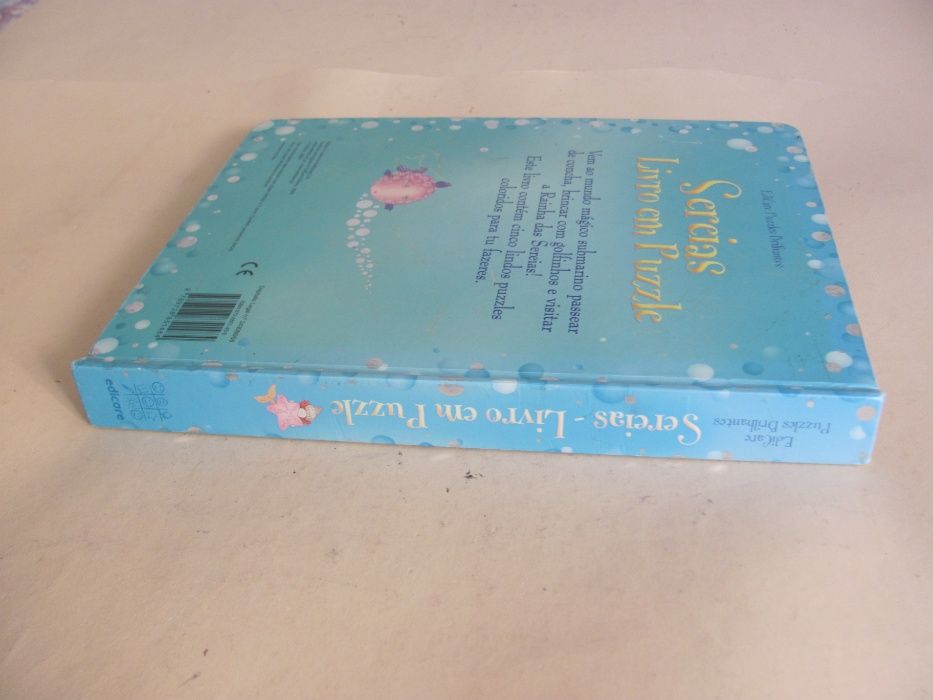 EdiCare Puzzles Brilhantes
Sereias
Livro em Puzzle
Vem ao mundo mágico submarino passear
de concha, brincar com golfinhos e visitar
a Rainha das Sereias!
Este livro contém cinco lindos puzzles
coloridos para tu fazeres.
CE
EdiCare
Puzzles Brilhantes
Sereias - Livro em Puzzle
edicare